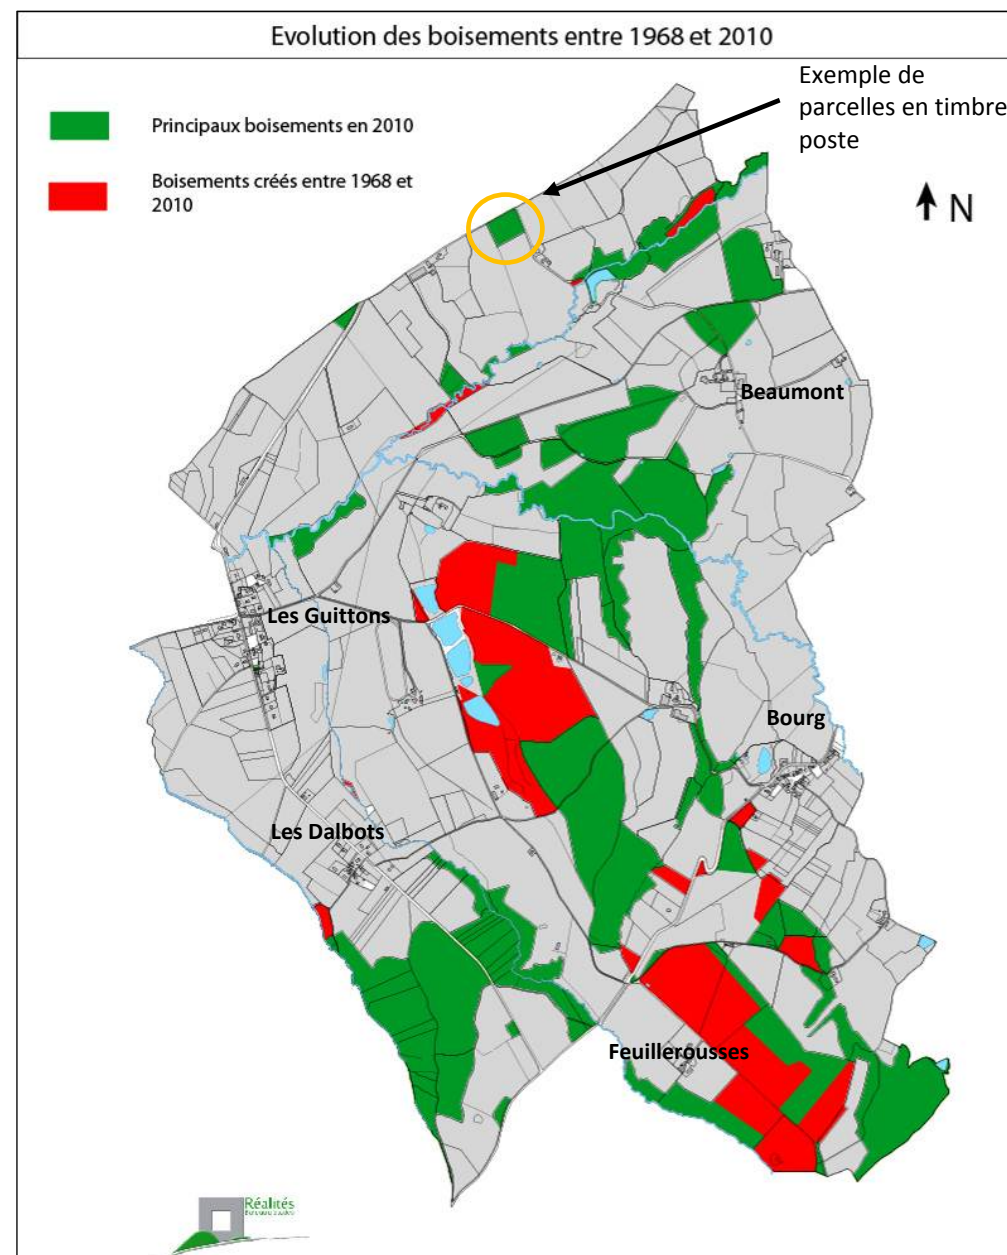 Evolution des boisements entre 1968 et 2010
Exemple de
parcelles en timbre
poste
Principaux boisements en 2010
Boisements créés entre 1968 et
2010
N
Beaumont
Les Guittons
Bourg
Les Dalbots
Feuillerousses
Réalités